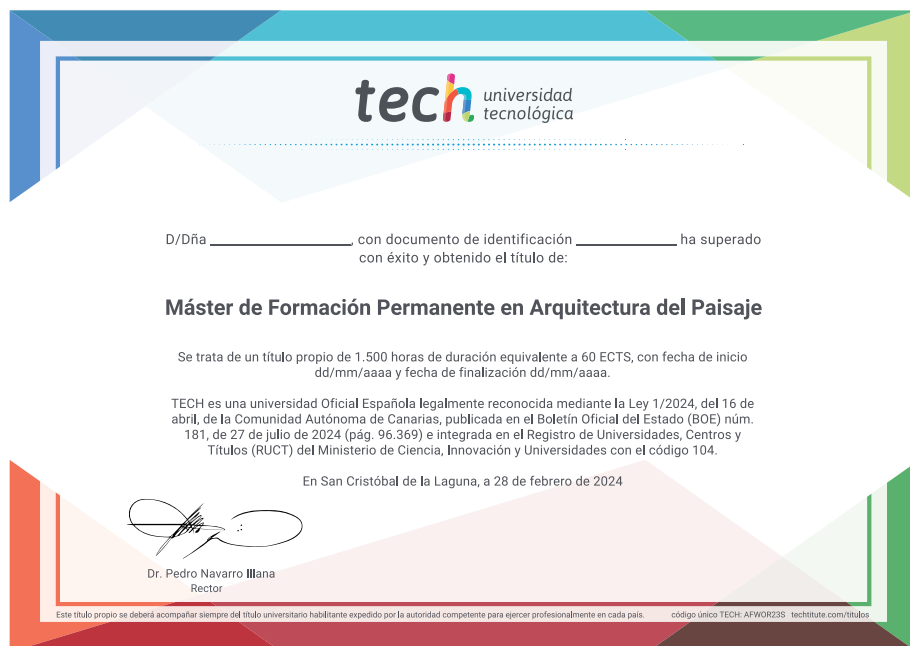 tech universidad
tecnológica
D/Dña ______________, con documento de identificación __________ ha superado
con éxito y obtenido el título de:
Máster de Formación Permanente en Arquitectura del Paisaje
Se trata de un título propio de 1.500 horas de duración equivalente a 60 ECTS, con fecha de inicio
dd/mm/aaaa y fecha de finalización dd/mm/aaaa.
TECH es una universidad Oficial Española legalmente reconocida mediante la Ley 1/2024, del 16 de
abril, de la Comunidad Autónoma de Canarias, publicada en el Boletín Oficial del Estado (BOE) núm.
181, de 27 de julio de 2024 (pág. 96.369) e integrada en el Registro de Universidades, Centros y
Títulos (RUCT) del Ministerio de Ciencia, Innovación y Universidades con el código 104.
En San Cristóbal de la Laguna, a 28 de febrero de 2024
Dr. Pedro Navarro Illana
Rector
Este título propio se deberá acompañar siempre del título universitario habilitante expedido por la autoridad competente para ejercer profesionalmente en cada país. código único TECH: AFWOR23S techtitute.com/titulos